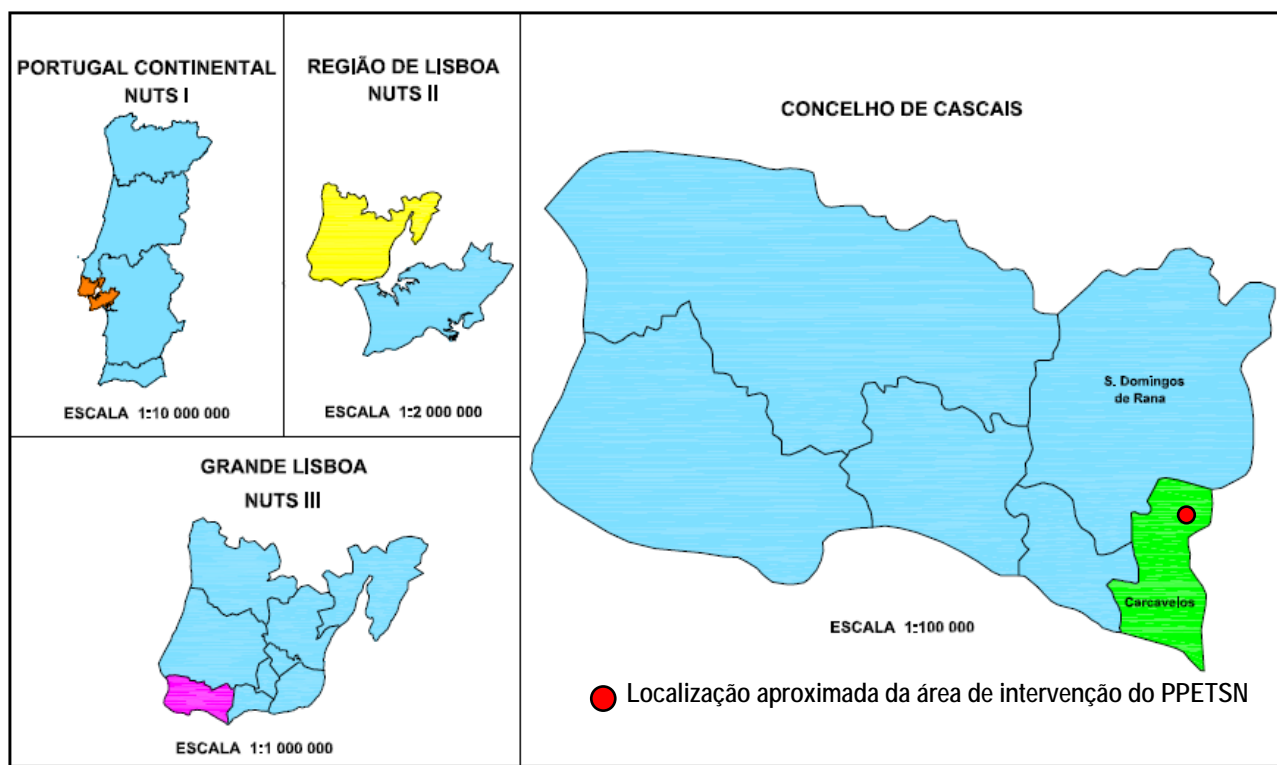 PORTUGAL CONTINENTAL
NUTS I
ESCALA 1:10 000 000
REGIÃO DE LISBOA
NUTS II
ESCALA 1:2 000 000
GRANDE LISBOA
NUTS III
ESCALA 1:1 000 000
CONCELHO DE CASCAIS
S. Domingos
de Rana
Carcavelos
ESCALA 1:100 000
Localização aproximada da área de intervenção do PPETSN